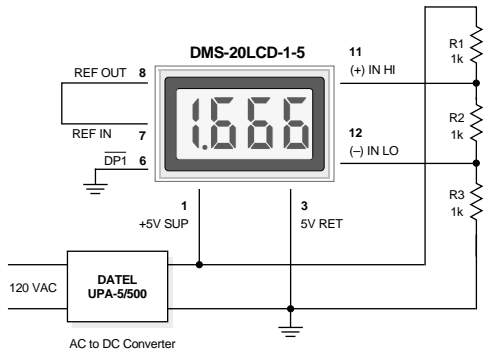 DMS-20LCD-1-5
REF OUT 8
11
(+) IN HI
R1
1k
1.666
REF IN 7
R2
1k
DP1 6
12
(–) IN LO
R3
1k
1
+5V SUP
3
5V RET
120 VAC
DATEL
UPA-5/500
AC to DC Converter